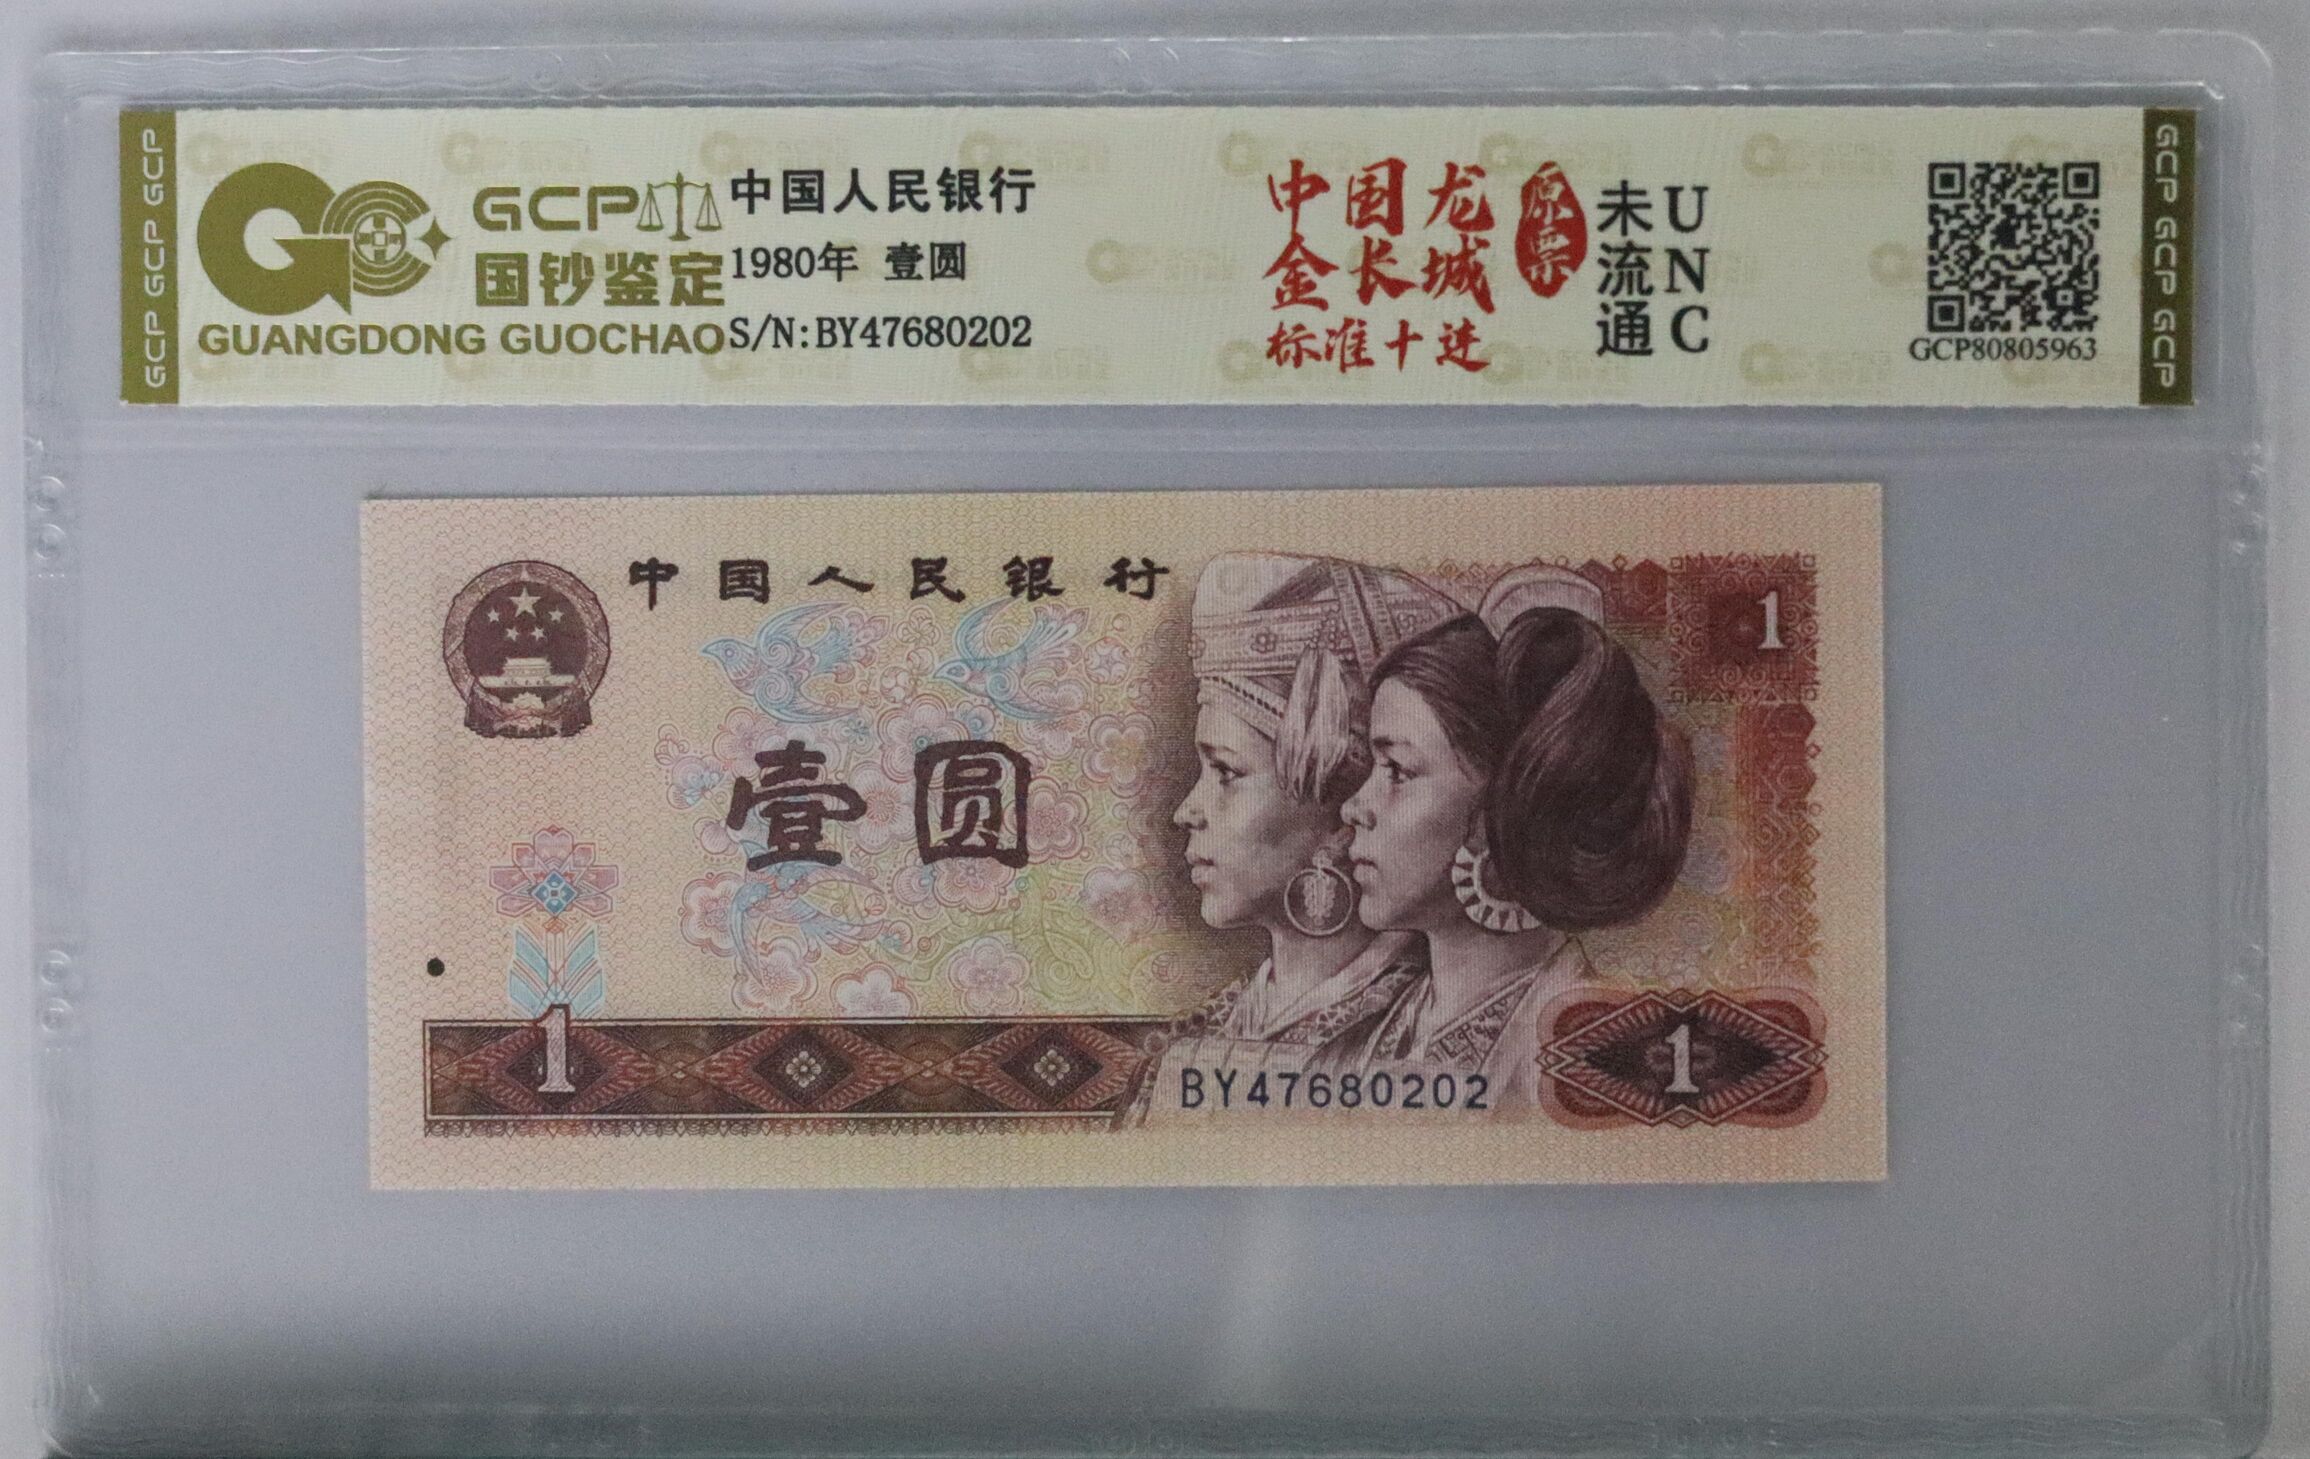 GCP GCP GCP
GCP
国钞鉴定
GUANGDONG GUOCHAO
中国人民银行
1980年 壹圆
S/N:BY47680202
中国龙
金长城
标准十连
原票
未流通
UNC
GCP80805963
GCP GCP GCP
中国人民银行
1
壹圆
1
BY47680202
1